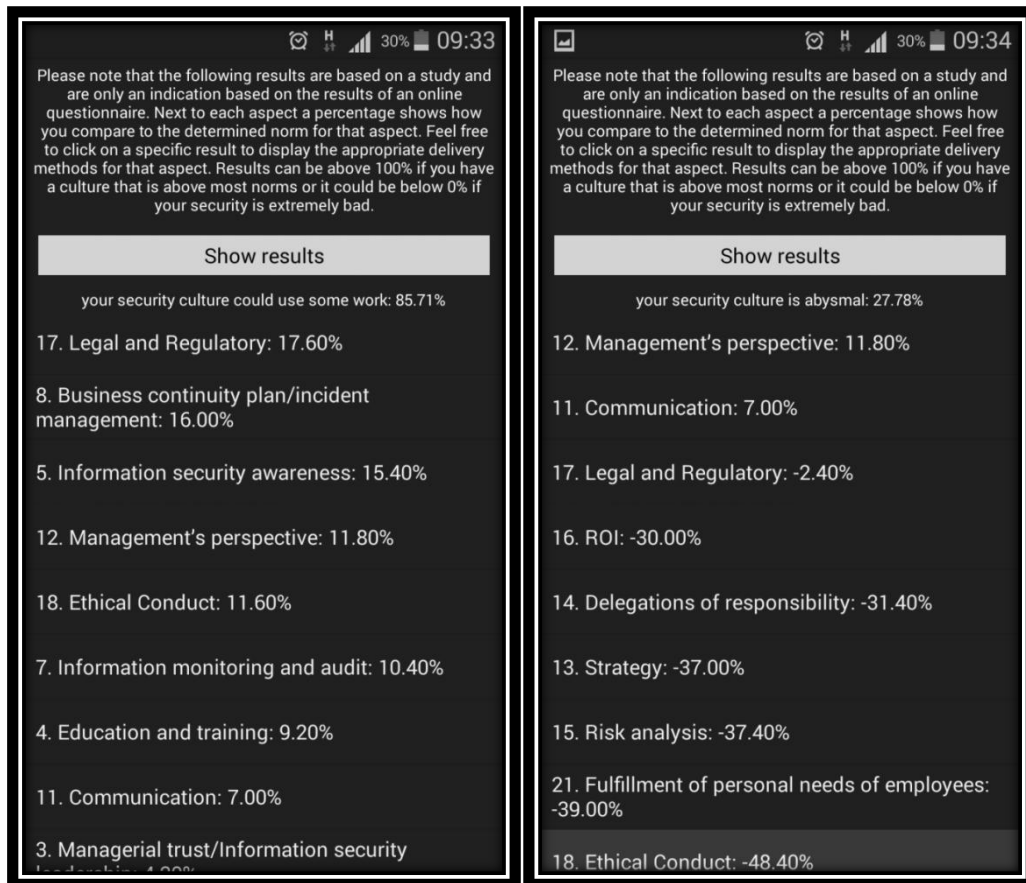 30% 09:33
Please note that the following results are based on a study and
are only an indication based on the results of an online
questionnaire. Next to each aspect a percentage shows how
you compare to the determined norm for that aspect. Feel free
to click on a specific result to display the appropriate delivery
methods for that aspect. Results can be above 100% if you have
a culture that is above most norms or it could be below 0% if
your security is extremely bad.
Show results
your security culture could use some work: 85.71%
17. Legal and Regulatory: 17.60%
8. Business continuity plan/incident
management: 16.00%
5. Information security awareness: 15.40%
12. Management's perspective: 11.80%
18. Ethical Conduct: 11.60%
7. Information monitoring and audit: 10.40%
4. Education and training: 9.20%
11. Communication: 7.00%
3. Managerial trust/Information security
H 30% 09:34
Please note that the following results are based on a study and
are only an indication based on the results of an online
questionnaire. Next to each aspect a percentage shows how
you compare to the determined norm for that aspect. Feel free
to click on a specific result to display the appropriate delivery
methods for that aspect. Results can be above 100% if you have
a culture that is above most norms or it could be below 0% if
your security is extremely bad.
Show results
your security culture is abysmal: 27.78%
12. Management's perspective: 11.80%
11. Communication: 7.00%
17. Legal and Regulatory: -2.40%
16. ROI: -30.00%
14. Delegations of responsibility: -31.40%
13. Strategy: -37.00%
15. Risk analysis: -37.40%
21. Fulfillment of personal needs of employees:
-39.00%
18. Ethical Conduct: -48.40%